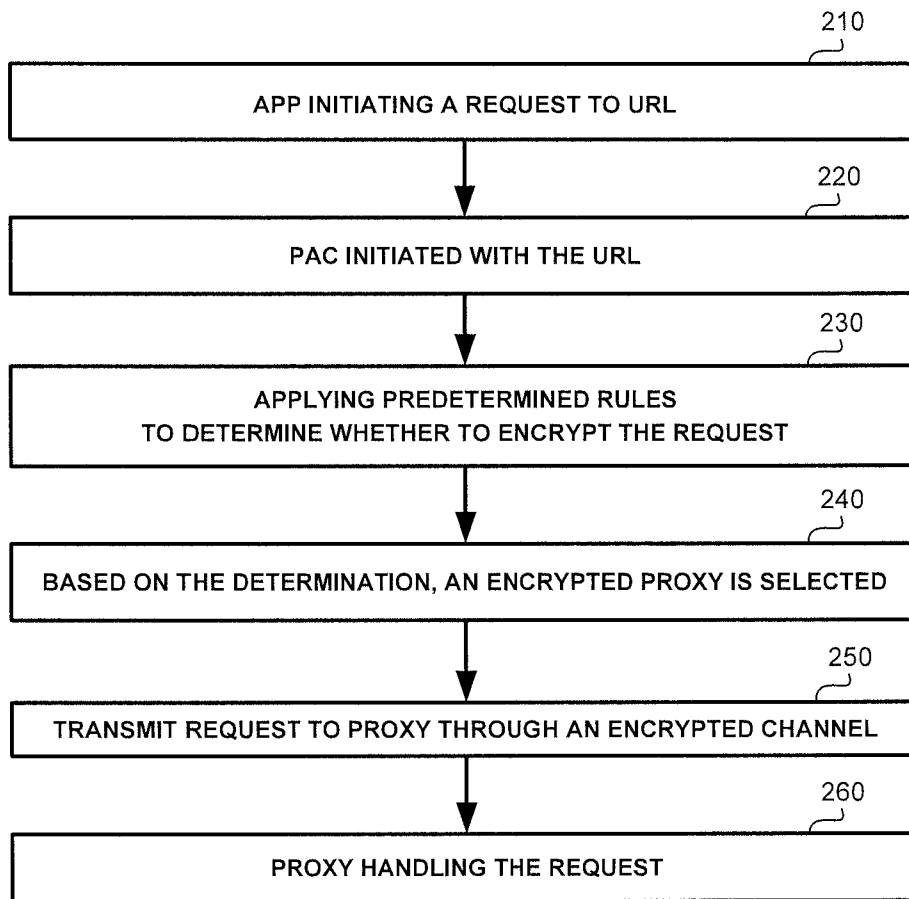 210
APP INITIATING A REQUEST TO URL
220
PAC INITIATED WITH THE URL
230
APPLYING PREDETERMINED RULES
TO DETERMINE WHETHER TO ENCRYPT THE REQUEST
240
BASED ON THE DETERMINATION, AN ENCRYPTED PROXY IS SELECTED
250
TRANSMIT REQUEST TO PROXY THROUGH AN ENCRYPTED CHANNEL
260
PROXY HANDLING THE REQUEST